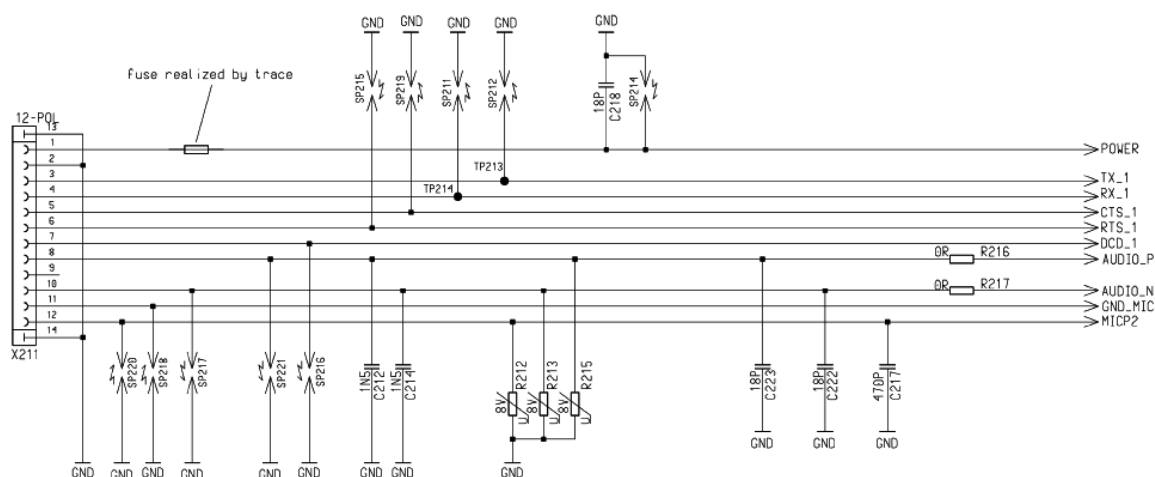 GND GND GND GND GND
fuse realized by trace
SP215
SP219
SP211
SP212
18P
C218
SP214
12-POL
13
1
POWER
2
TP213
3
TX_1
TP214
4
RX_1
5
CTS_1
6
RTS_1
7
DCD_1
8
0R R216
AUDIO_P
9
10
0R R217
AUDIO_N
11
GND_MIC
12
MICP2
14
X211
SP220
SP218
SP217
SP221
SP216
1N5
C212
1N5
C214
8V
U
R212
8V
U
R213
8V
U
R215
18P
C223
18P
C222
470P
C217
GND GND GND
GND GND GND GND GND GND GND GND GND